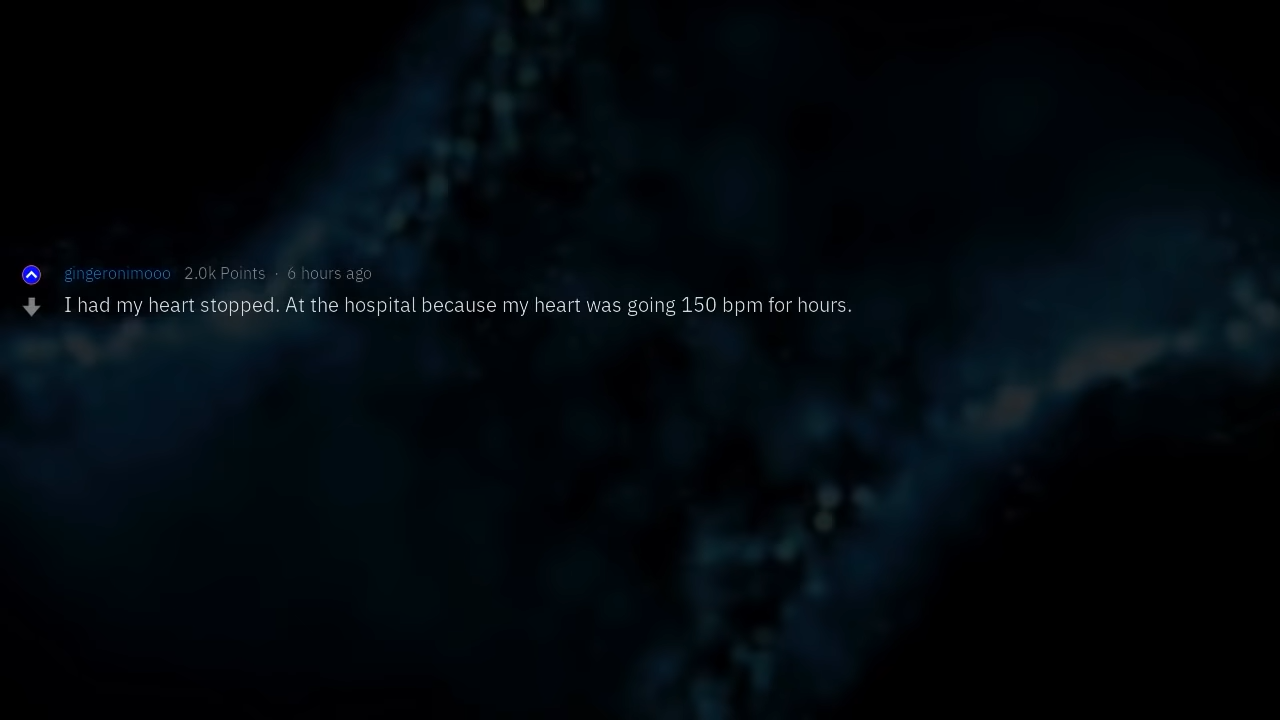 gingeronimooo 2.0k Points · 6 hours ago
I had my heart stopped. At the hospital because my heart was going 150 bpm for hours.